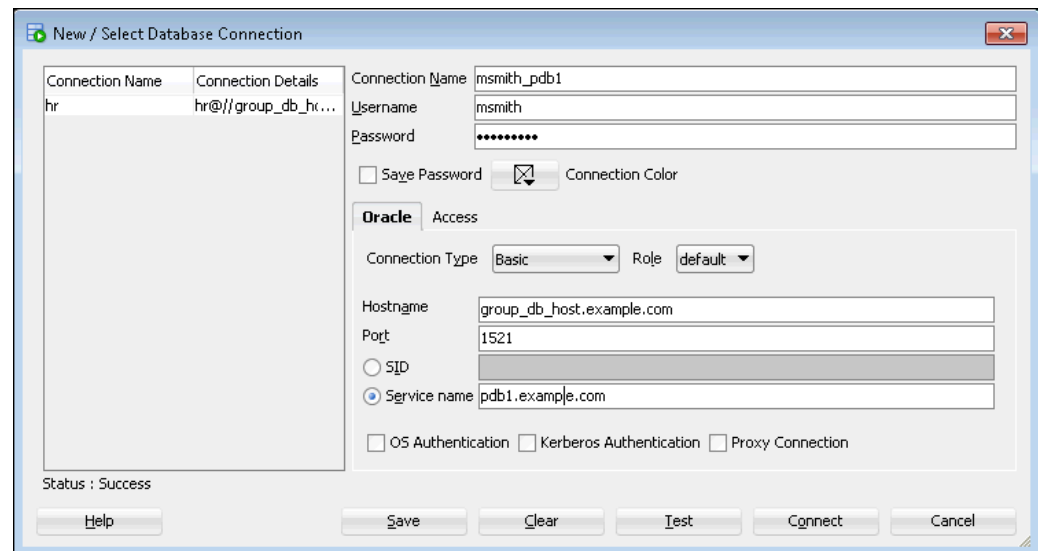 New / Select Database Connection
Connection Name Connection Details
hr hr@//group_db_hc...
Connection Name msmith_pdb1
Username msmith
Password •••••••••
Save Password Connection Color
Oracle Access
Connection Type Basic Role default
Hostname group_db_host.example.com
Port 1521
SID
Service name pdb1.example.com
OS Authentication Kerberos Authentication Proxy Connection
Status : Success
Help Save Clear Test Connect Cancel